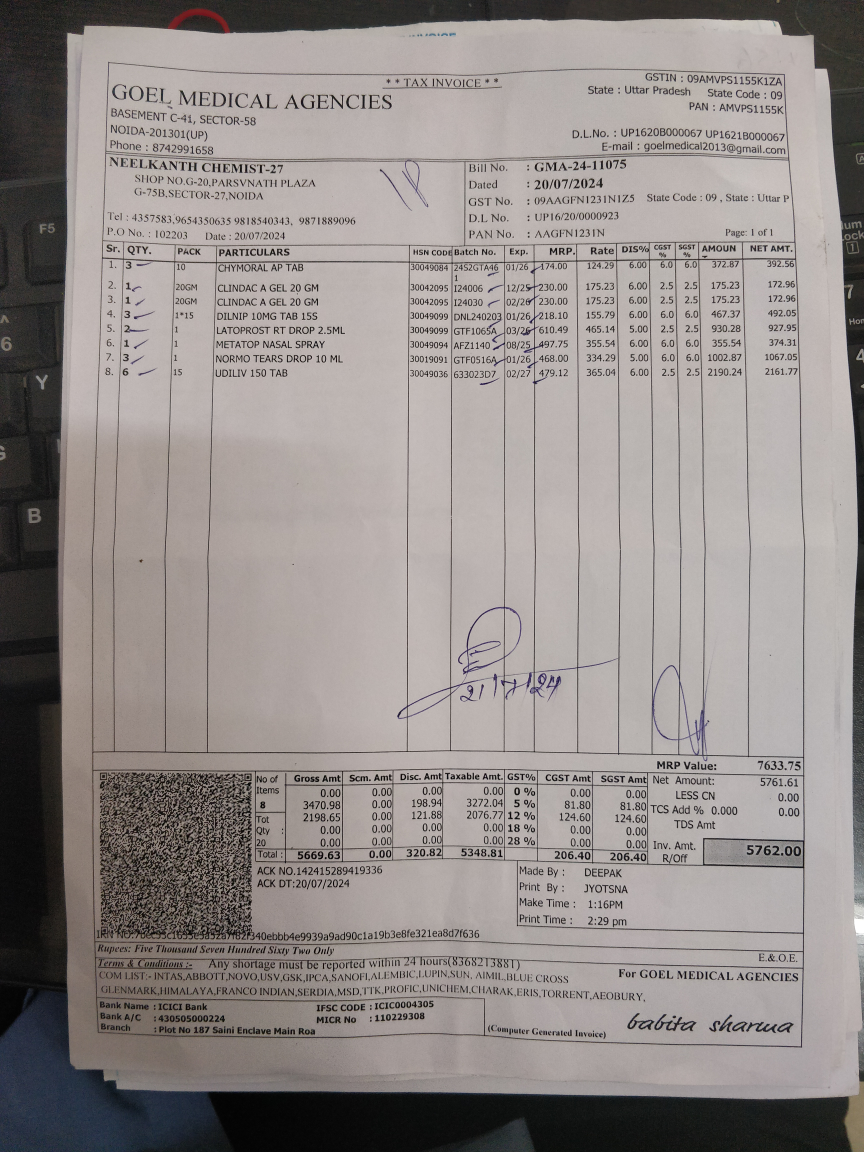 * * TAX INVOICE * *
GOEL MEDICAL AGENCIES
BASEMENT C-41, SECTOR-58
NOIDA-201301(UP)
Phone : 8742991658
GSTIN : 09AMVPS1155K1ZA
State : Uttar Pradesh State Code : 09
PAN : AMVPS1155K
D.L.No. : UP1620B000067 UP1621B000067
E-mail : goelmedical2013@gmail.com
NEELKANTH CHEMIST-27
SHOP NO.G-20,PARSVNATH PLAZA
G-75B,SECTOR-27,NOIDA
Tel : 4357583,9654350635 9818540343, 9871889096
P.O No. : 102203 Date : 20/07/2024
Bill No. : GMA-24-11075
Dated : 20/07/2024
GST No. : 09AAGFN1231N1Z5 State Code : 09 , State : Uttar P
D.L No. : UP16/20/0000923
PAN No. : AAGFN1231N Page: 1 of 1
Sr. QTY. PACK PARTICULARS HSN CODE Batch No. Exp. MRP. Rate DIS% CGST % SGST % AMOUN NET AMT.
1. 3 10 CHYMORAL AP TAB 30049084 24S2GTA46 01/26 174.00 124.29 6.00 6.0 6.0 372.87 392.56
1
2. 1 20GM CLINDAC A GEL 20 GM 30042095 I24006 12/25 230.00 175.23 6.00 2.5 2.5 175.23 172.96
3. 1 20GM CLINDAC A GEL 20 GM 30042095 I24030 02/26 230.00 175.23 6.00 2.5 2.5 175.23 172.96
4. 3 1*15 DILNIP 10MG TAB 15S 30049099 DNL240203 01/26 218.10 155.79 6.00 6.0 6.0 467.37 492.05
5. 2 1 LATOPROST RT DROP 2.5ML 30049099 GTF1065A 03/26 610.49 465.14 5.00 2.5 2.5 930.28 927.95
6. 1 1 METATOP NASAL SPRAY 30049094 AFZ1140 08/25 497.75 355.54 6.00 6.0 6.0 355.54 374.31
7. 3 1 NORMO TEARS DROP 10 ML 30019091 GTF0516A 01/26 468.00 334.29 5.00 6.0 6.0 1002.87 1067.05
8. 6 15 UDILIV 150 TAB 30049036 633023D7 02/27 479.12 365.04 6.00 2.5 2.5 2190.24 2161.77
21/7/24
MRP Value: 7633.75
No of Items 8 Tot Qty : 20
Gross Amt Scm. Amt Disc. Amt Taxable Amt. GST% CGST Amt SGST Amt
0.00 0.00 0.00 0.00 0 % 0.00 0.00
3470.98 0.00 198.94 3272.04 5 % 81.80 81.80
2198.65 0.00 121.88 2076.77 12 % 124.60 124.60
0.00 0.00 0.00 0.00 18 % 0.00 0.00
0.00 0.00 0.00 0.00 28 % 0.00 0.00
Total : 5669.63 0.00 320.82 5348.81 206.40 206.40
Net Amount: 5761.61
LESS CN 0.00
TCS Add % 0.000 0.00
TDS Amt
Inv. Amt. R/Off 5762.00
ACK NO.142415289419336
ACK DT:20/07/2024
Made By : DEEPAK
Print By : JYOTSNA
Make Time : 1:16PM
Print Time : 2:29 pm
Rupees: Five Thousand Seven Hundred Sixty Two Only
E.& O.E.
Terms & Conditions :- Any shortage must be reported within 24 hours(8368213881)
COM LIST:- INTAS,ABBOTT,NOVO,USV,GSK,IPCA,SANOFI,ALEMBIC,LUPIN,SUN, AIMIL,BLUE CROSS
GLENMARK,HIMALAYA,FRANCO INDIAN,SERDIA,MSD,TTK,PROFIC,UNICHEM,CHARAK,ERIS,TORRENT,AEOBURY,
For GOEL MEDICAL AGENCIES
Bank Name : ICICI Bank IFSC CODE : ICIC0004305
Bank A/C : 430505000224 MICR No : 110229308
Branch : Plot No 187 Saini Enclave Main Roa
(Computer Generated Invoice)
babita sharma